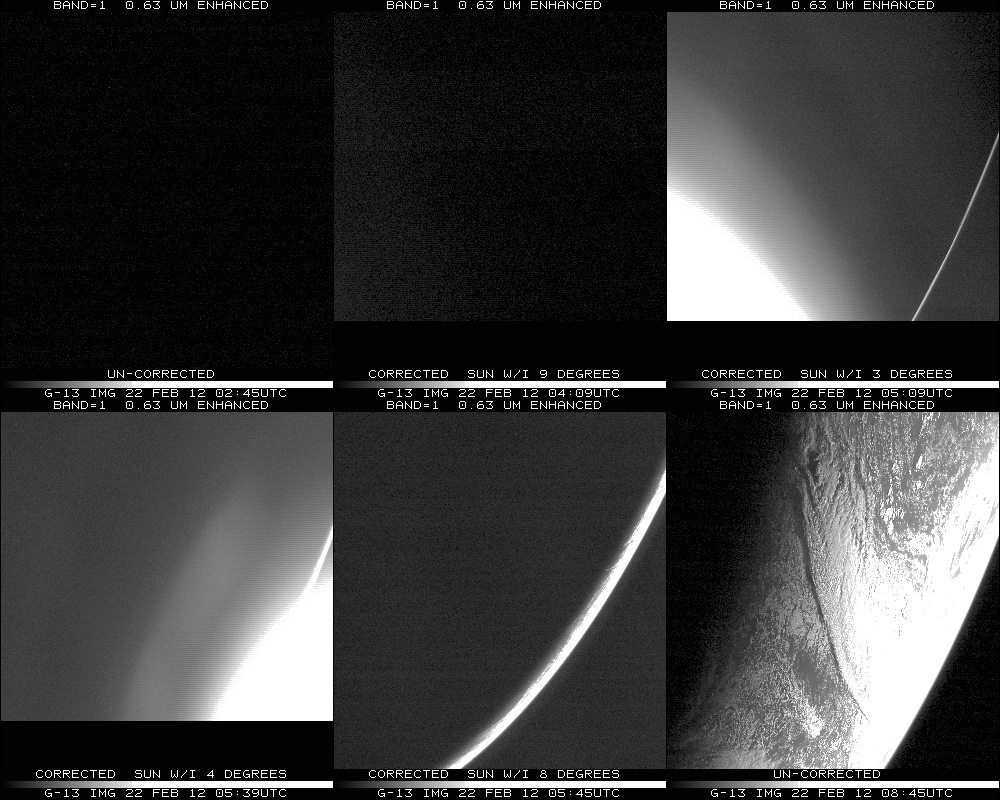 BAND=1 0.63 UM ENHANCED
UN-CORRECTED
G-13 IMG 22 FEB 12 02:45UTC
BAND=1 0.63 UM ENHANCED
CORRECTED SUN W/I 9 DEGREES
G-13 IMG 22 FEB 12 04:09UTC
BAND=1 0.63 UM ENHANCED
CORRECTED SUN W/I 3 DEGREES
G-13 IMG 22 FEB 12 05:09UTC
BAND=1 0.63 UM ENHANCED
CORRECTED SUN W/I 4 DEGREES
G-13 IMG 22 FEB 12 05:39UTC
BAND=1 0.63 UM ENHANCED
CORRECTED SUN W/I 8 DEGREES
G-13 IMG 22 FEB 12 05:45UTC
BAND=1 0.63 UM ENHANCED
UN-CORRECTED
G-13 IMG 22 FEB 12 08:45UTC